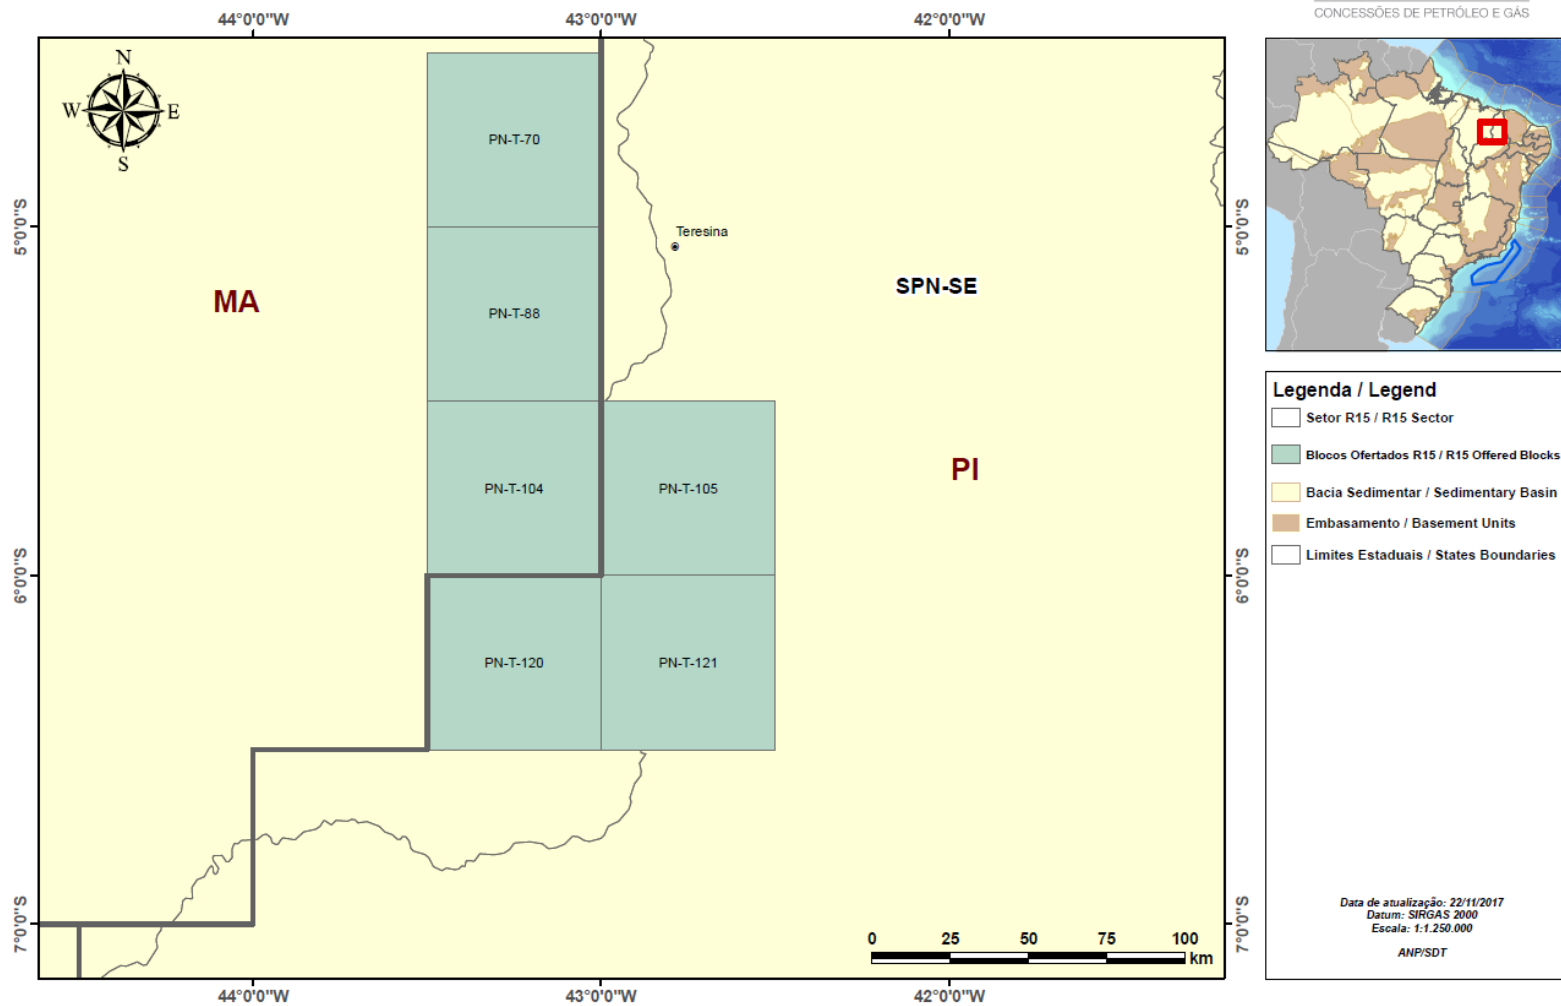 44°0'0"W
43°0'0"W
42°0'0"W
CONCESSÕES DE PETRÓLEO E GÁS
N
W
E
S
PN-T-70
5°0'0"S
5°0'0"S
Teresina
MA
SPN-SE
PN-T-88
PI
PN-T-104
PN-T-105
6°0'0"S
6°0'0"S
PN-T-120
PN-T-121
7°0'0"S
7°0'0"S
0 25 50 75 100
km
44°0'0"W
43°0'0"W
42°0'0"W
Legenda / Legend
Setor R15 / R15 Sector
Blocos Ofertados R15 / R15 Offered Blocks
Bacia Sedimentar / Sedimentary Basin
Embasamento / Basement Units
Limites Estaduais / States Boundaries
Data de atualização: 22/11/2017
Datum: SIRGAS 2000
Escala: 1:1.250.000
ANP/SDT